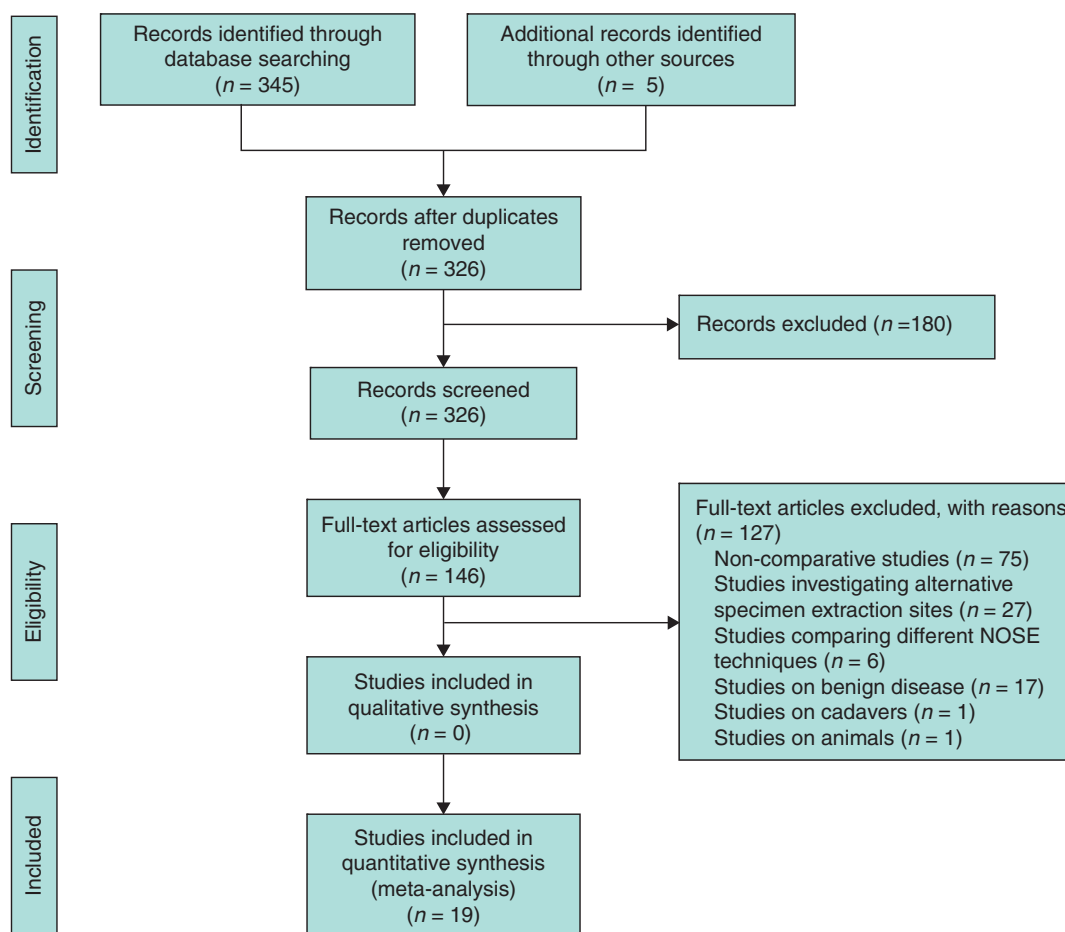 Identification
Records identified through
database searching
(n = 345)
Additional records identified
through other sources
(n = 5)
Records after duplicates
removed
(n = 326)
Screening
Records excluded (n =180)
Records screened
(n = 326)
Eligibility
Full-text articles assessed
for eligibility
(n = 146)
Full-text articles excluded, with reasons
(n = 127)
Non-comparative studies (n = 75)
Studies investigating alternative
specimen extraction sites (n = 27)
Studies comparing different NOSE
techniques (n = 6)
Studies on benign disease (n = 17)
Studies on cadavers (n = 1)
Studies on animals (n = 1)
Studies included in
qualitative synthesis
(n = 0)
Included
Studies included in
quantitative synthesis
(meta-analysis)
(n = 19)